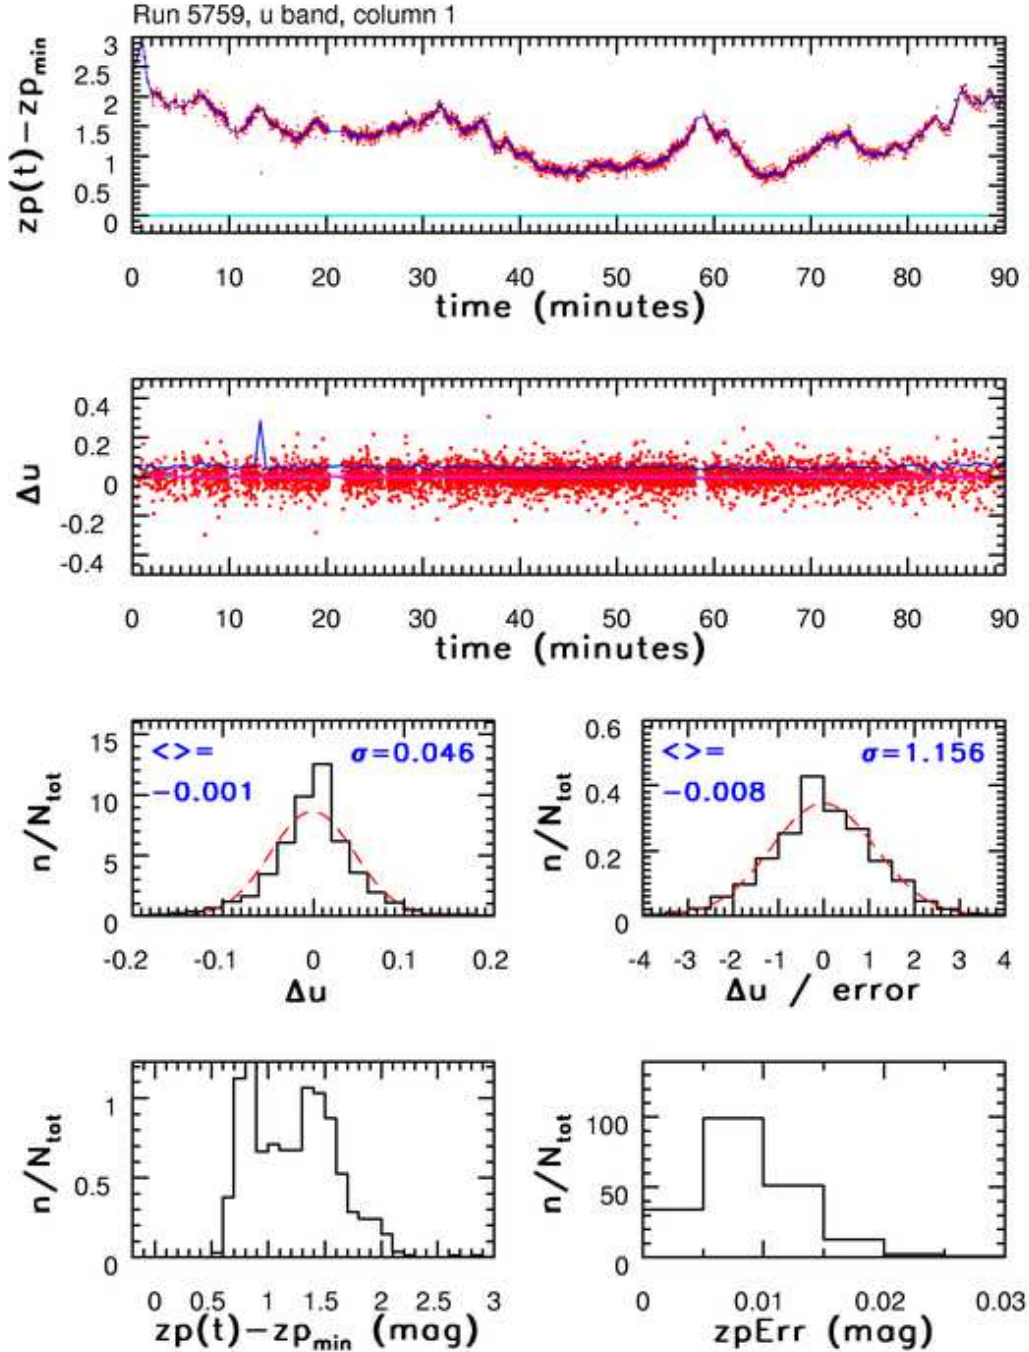 Run 5759, u band, column 1
zp(t)−zp_min
3
2.5
2
1.5
1
0.5
0
0 10 20 30 40 50 60 70 80 90
time (minutes)
Δu
0.4
0.2
0
-0.2
-0.4
0 10 20 30 40 50 60 70 80 90
time (minutes)
n/N_tot
15
10
5
0
<>=
−0.001
σ=0.046
-0.2 -0.1 0 0.1 0.2
Δu
n/N_tot
0.6
0.4
0.2
0
<>=
−0.008
σ=1.156
-4 -3 -2 -1 0 1 2 3 4
Δu / error
n/N_tot
1
0.5
0
0 0.5 1 1.5 2 2.5 3
zp(t)−zp_min (mag)
n/N_tot
100
50
0
0 0.01 0.02 0.03
zpErr (mag)